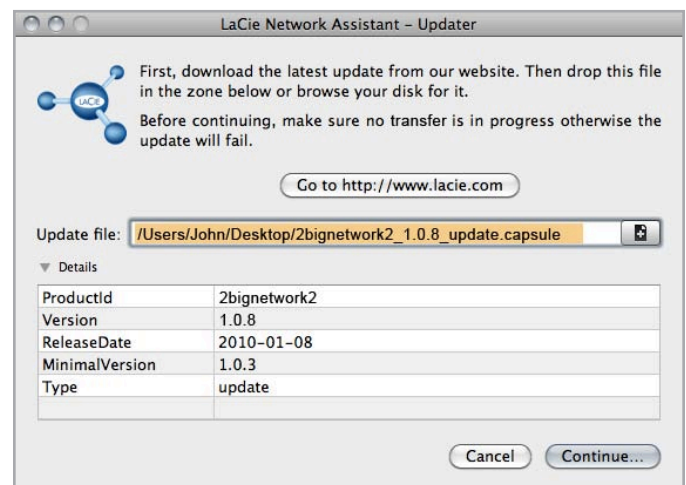 LaCie Network Assistant – Updater
First, download the latest update from our website. Then drop this file
in the zone below or browse your disk for it.
LACIE
Before continuing, make sure no transfer is in progress otherwise the
update will fail.
Go to http://www.lacie.com
Update file: /Users/John/Desktop/2bignetwork2_1.0.8_update.capsule
Details
ProductId 2bignetwork2
Version 1.0.8
ReleaseDate 2010-01-08
MinimalVersion 1.0.3
Type update
Cancel Continue...